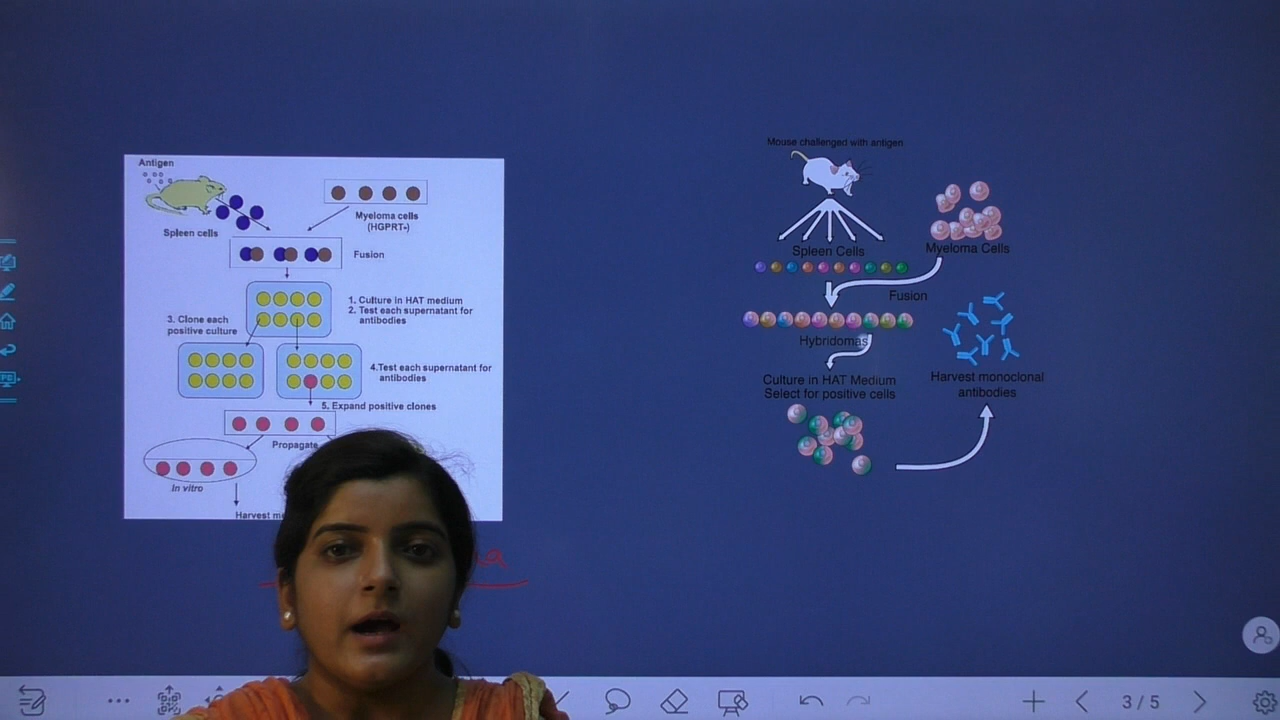 Antigen
Spleen cells
Myeloma cells
(HGPRT-)
Fusion
1. Culture in HAT medium
2. Test each supernatant for
antibodies
3. Clone each
positive culture
4.Test each supernatant for
antibodies
5. Expand positive clones
Propagate
In vitro
Harvest
Mouse challenged with antigen
Spleen Cells
Myeloma Cells
Fusion
Hybridomas
Culture in HAT Medium
Select for positive cells
Harvest monoclonal
antibodies
3/5